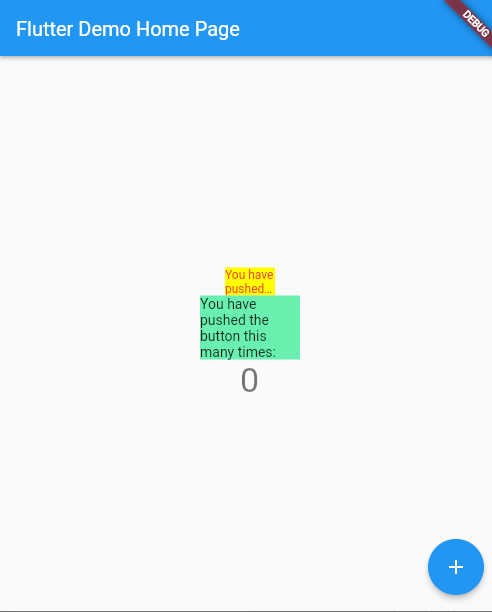 Flutter Demo Home Page
DEBUG
You have
pushed...
You have
pushed the
button this
many times:
0
+